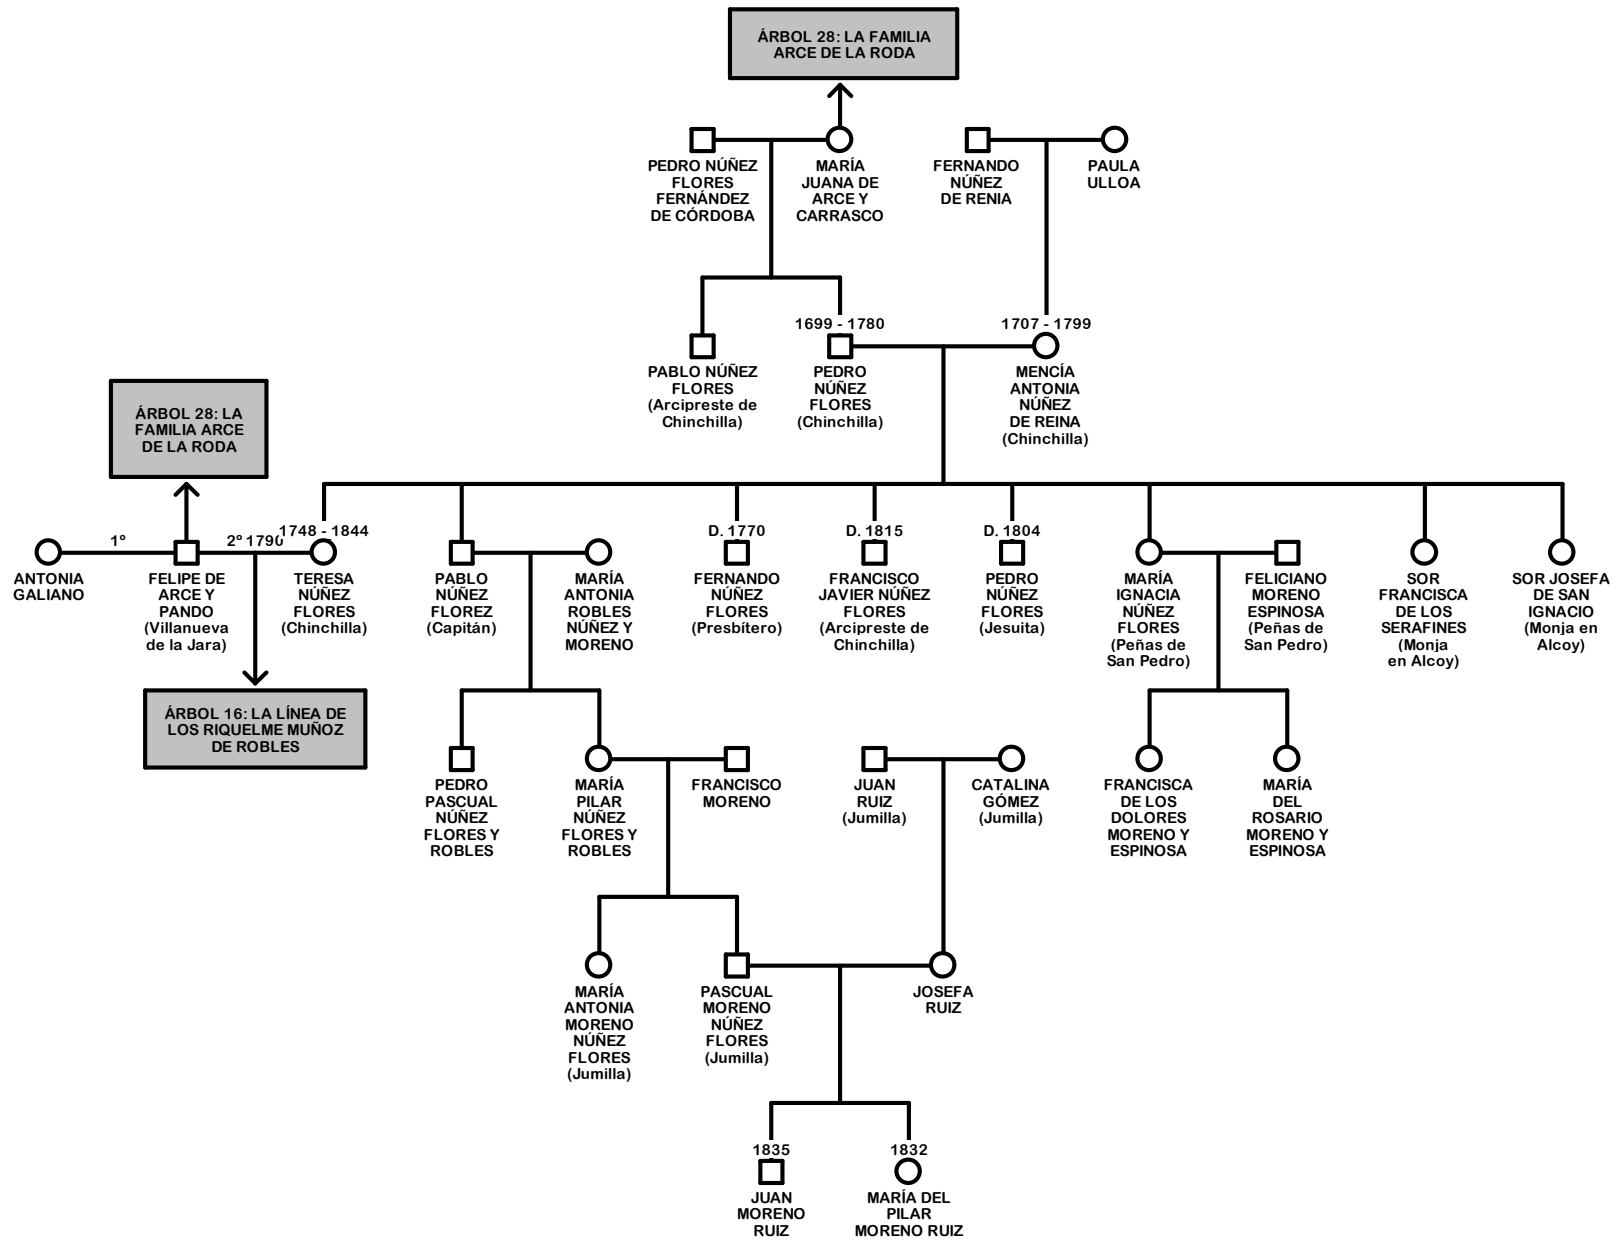 ÁRBOL 28: LA FAMILIA
ARCE DE LA RODA
PEDRO NÚÑEZ
FLORES
FERNÁNDEZ
DE CÓRDOBA
MARÍA
JUANA DE
ARCE Y
CARRASCO
FERNANDO
NÚÑEZ
DE RENIA
PAULA
ULLOA
PABLO NÚÑEZ
FLORES
(Arcipreste de
Chinchilla)
1699 - 1780
PEDRO
NÚÑEZ
FLORES
(Chinchilla)
1707 - 1799
MENCÍA
ANTONIA
NÚÑEZ
DE REINA
(Chinchilla)
ÁRBOL 28: LA
FAMILIA ARCE
DE LA RODA
1º
2º 1790
ANTONIA
GALIANO
FELIPE DE
ARCE Y
PANDO
(Villanueva
de la Jara)
1748 - 1844
TERESA
NÚÑEZ
FLORES
(Chinchilla)
PABLO
NÚÑEZ
FLOREZ
(Capitán)
MARÍA
ANTONIA
ROBLES
NÚÑEZ Y
MORENO
D. 1770
FERNANDO
NÚÑEZ
FLORES
(Presbítero)
D. 1815
FRANCISCO
JAVIER NÚÑEZ
FLORES
(Arcipreste de
Chinchilla)
D. 1804
PEDRO
NÚÑEZ
FLORES
(Jesuita)
MARÍA
IGNACIA
NÚÑEZ
FLORES
(Peñas de
San Pedro)
FELICIANO
MORENO
ESPINOSA
(Peñas de
San Pedro)
SOR
FRANCISCA
DE LOS
SERAFINES
(Monja
en Alcoy)
SOR JOSEFA
DE SAN
IGNACIO
(Monja en
Alcoy)
ÁRBOL 16: LA LÍNEA DE
LOS RIQUELME MUÑOZ
DE ROBLES
PEDRO
PASCUAL
NÚÑEZ
FLORES Y
ROBLES
MARÍA
PILAR
NÚÑEZ
FLORES Y
ROBLES
FRANCISCO
MORENO
JUAN
RUIZ
(Jumilla)
CATALINA
GÓMEZ
(Jumilla)
FRANCISCA
DE LOS
DOLORES
MORENO Y
ESPINOSA
MARÍA
DEL
ROSARIO
MORENO Y
ESPINOSA
MARÍA
ANTONIA
MORENO
NÚÑEZ
FLORES
(Jumilla)
PASCUAL
MORENO
NÚÑEZ
FLORES
(Jumilla)
JOSEFA
RUIZ
1835
JUAN
MORENO
RUIZ
1832
MARÍA DEL
PILAR
MORENO RUIZ